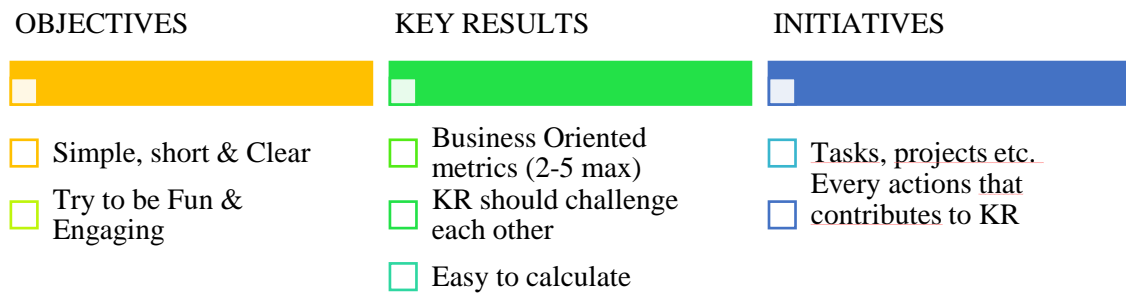 OBJECTIVES
Simple, short & Clear
Try to be Fun &
Engaging
KEY RESULTS
Business Oriented
metrics (2-5 max)
KR should challenge
each other
Easy to calculate
INITIATIVES
Tasks, projects etc.
Every actions that
contributes to KR